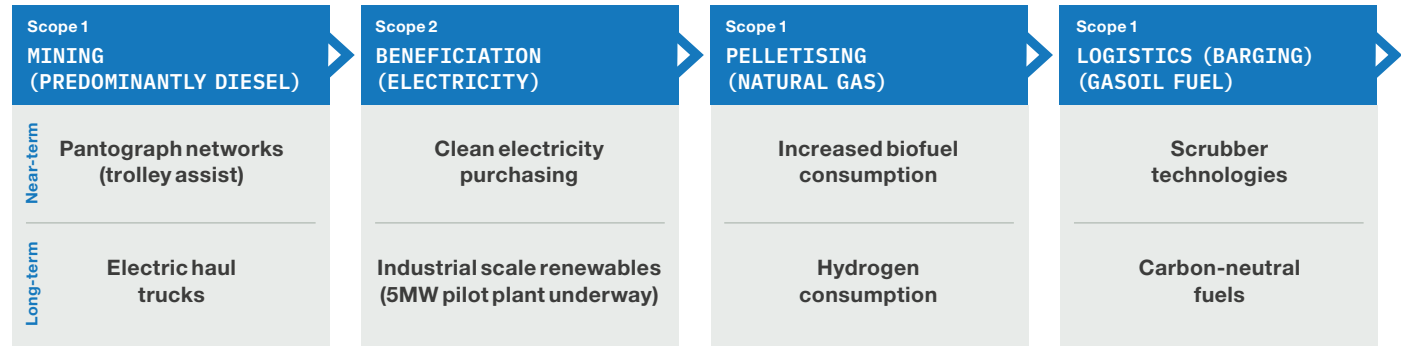 Scope 1
MINING
(PREDOMINANTLY DIESEL)
Scope 2
BENEFICIATION
(ELECTRICITY)
Scope 1
PELLETISING
(NATURAL GAS)
Scope 1
LOGISTICS (BARGING)
(GASOIL FUEL)
Near-term
Pantograph networks
(trolley assist)
Clean electricity
purchasing
Increased biofuel
consumption
Scrubber
technologies
Long-term
Electric haul
trucks
Industrial scale renewables
(5MW pilot plant underway)
Hydrogen
consumption
Carbon-neutral
fuels